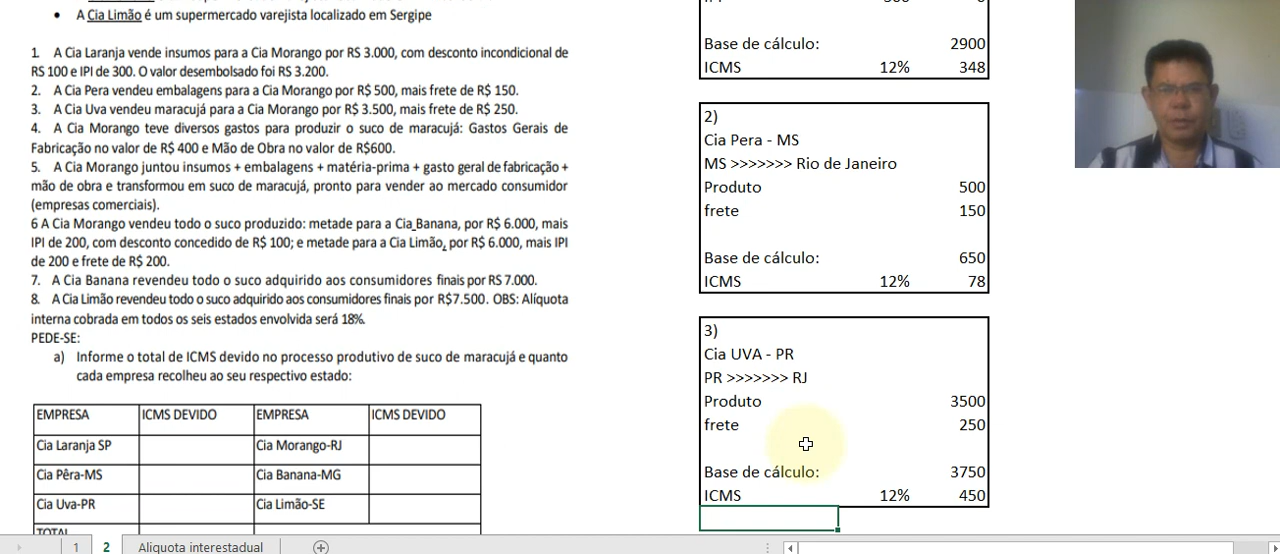 • A Cia Limão é um supermercado varejista localizado em Sergipe
1. A Cia Laranja vende insumos para a Cia Morango por RS 3.000, com desconto incondicional de
RS 100 e IPI de 300. O valor desembolsado foi RS 3.200.
2. A Cia Pera vendeu embalagens para a Cia Morango por R$ 500, mais frete de R$ 150.
3. A Cia Uva vendeu maracujá para a Cia Morango por R$ 3.500, mais frete de R$ 250.
4. A Cia Morango teve diversos gastos para produzir o suco de maracujá: Gastos Gerais de
Fabricação no valor de R$ 400 e Mão de Obra no valor de R$600.
5. A Cia Morango juntou insumos + embalagens + matéria-prima + gasto geral de fabricação +
mão de obra e transformou em suco de maracujá, pronto para vender ao mercado consumidor
(empresas comerciais).
6 A Cia Morango vendeu todo o suco produzido: metade para a Cia Banana, por R$ 6.000, mais
IPI de 200, com desconto concedido de R$ 100; e metade para a Cia Limão, por R$ 6.000, mais IPI
de 200 e frete de R$ 200.
7. A Cia Banana revendeu todo o suco adquirido aos consumidores finais por RS 7.000.
8. A Cia Limão revendeu todo o suco adquirido aos consumidores finais por R$7.500. OBS: Alíquota
interna cobrada em todos os seis estados envolvida será 18%.
PEDE-SE:
a) Informe o total de ICMS devido no processo produtivo de suco de maracujá e quanto
cada empresa recolheu ao seu respectivo estado:
EMPRESA ICMS DEVIDO EMPRESA ICMS DEVIDO
Cia Laranja SP Cia Morango-RJ
Cia Pêra-MS Cia Banana-MG
Cia Uva-PR Cia Limão-SE
TOTAL
Base de cálculo: 2900
ICMS 12% 348
2)
Cia Pera - MS
MS >>>>>>> Rio de Janeiro
Produto 500
frete 150
Base de cálculo: 650
ICMS 12% 78
3)
Cia UVA - PR
PR >>>>>>> RJ
Produto 3500
frete 250
Base de cálculo: 3750
ICMS 12% 450
1 2 Aliquota interestadual